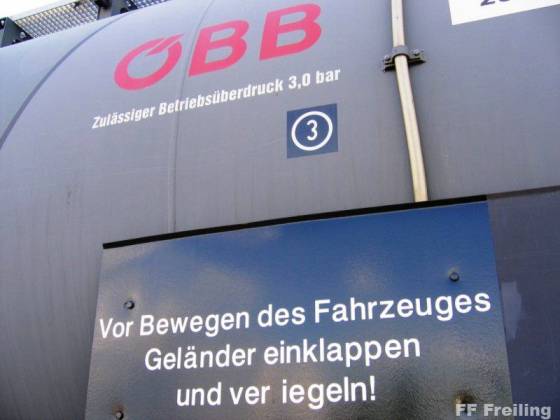 ÖBB
Zulässiger Betriebsüberdruck 3,0 bar
3
Vor Bewegen des Fahrzeuges
Geländer einklappen
und ver iegeln!
FF Freiling